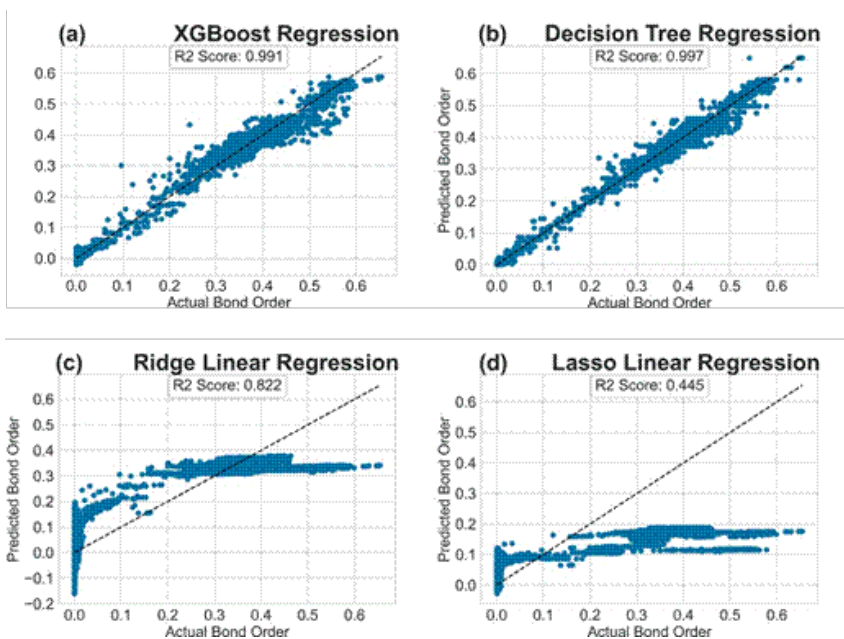 (a) XGBoost Regression
R2 Score: 0.991
0.6
0.5
0.4
0.3
0.2
0.1
0.0
0.0 0.1 0.2 0.3 0.4 0.5 0.6
Actual Bond Order
(b) Decision Tree Regression
R2 Score: 0.997
Predicted Bond Order
0.6
0.5
0.4
0.3
0.2
0.1
0.0
0.0 0.1 0.2 0.3 0.4 0.5 0.6
Actual Bond Order
(c) Ridge Linear Regression
R2 Score: 0.822
Predicted Bond Order
0.6
0.5
0.4
0.3
0.2
0.1
0.0
−0.1
−0.2
0.0 0.1 0.2 0.3 0.4 0.5 0.6
Actual Bond Order
(d) Lasso Linear Regression
R2 Score: 0.445
Predicted Bond Order
0.6
0.5
0.4
0.3
0.2
0.1
0.0
0.0 0.1 0.2 0.3 0.4 0.5 0.6
Actual Bond Order